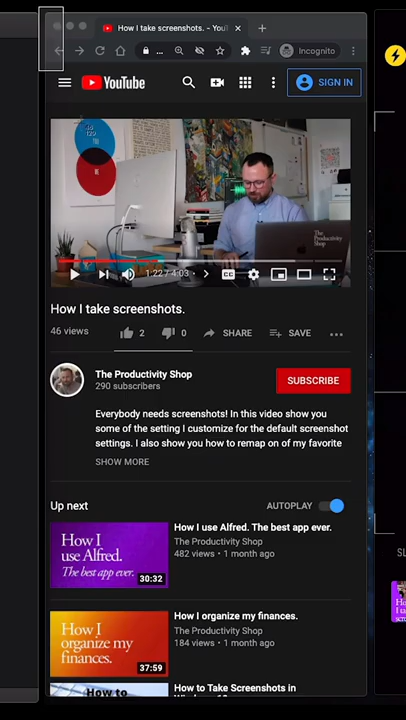 How I take screenshots. - You
Incognito
YouTube
SIGN IN
The
Productivity
Shop
1:22 / 4:03
CC
How I take screenshots.
46 views
2
0
SHARE
SAVE
The Productivity Shop
290 subscribers
SUBSCRIBE
Everybody needs screenshots! In this video show you
some of the setting I customize for the default screenshot
settings. I also show you how to remap on of my favorite
SHOW MORE
Up next
AUTOPLAY
How I
use Alfred.
The best app ever.
30:32
How I use Alfred. The best app ever.
The Productivity Shop
482 views • 1 month ago
How I
organize my
finances.
37:59
How I organize my finances.
The Productivity Shop
184 views • 1 month ago
How to
How to Take Screenshots in